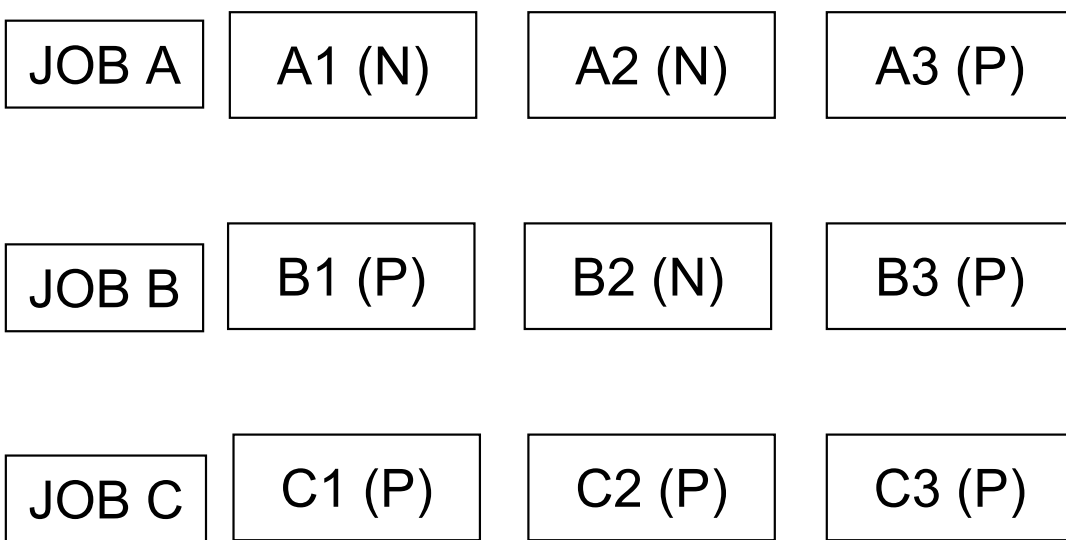 JOB A A1 (N) A2 (N) A3 (P)
JOB B B1 (P) B2 (N) B3 (P)
JOB C C1 (P) C2 (P) C3 (P)